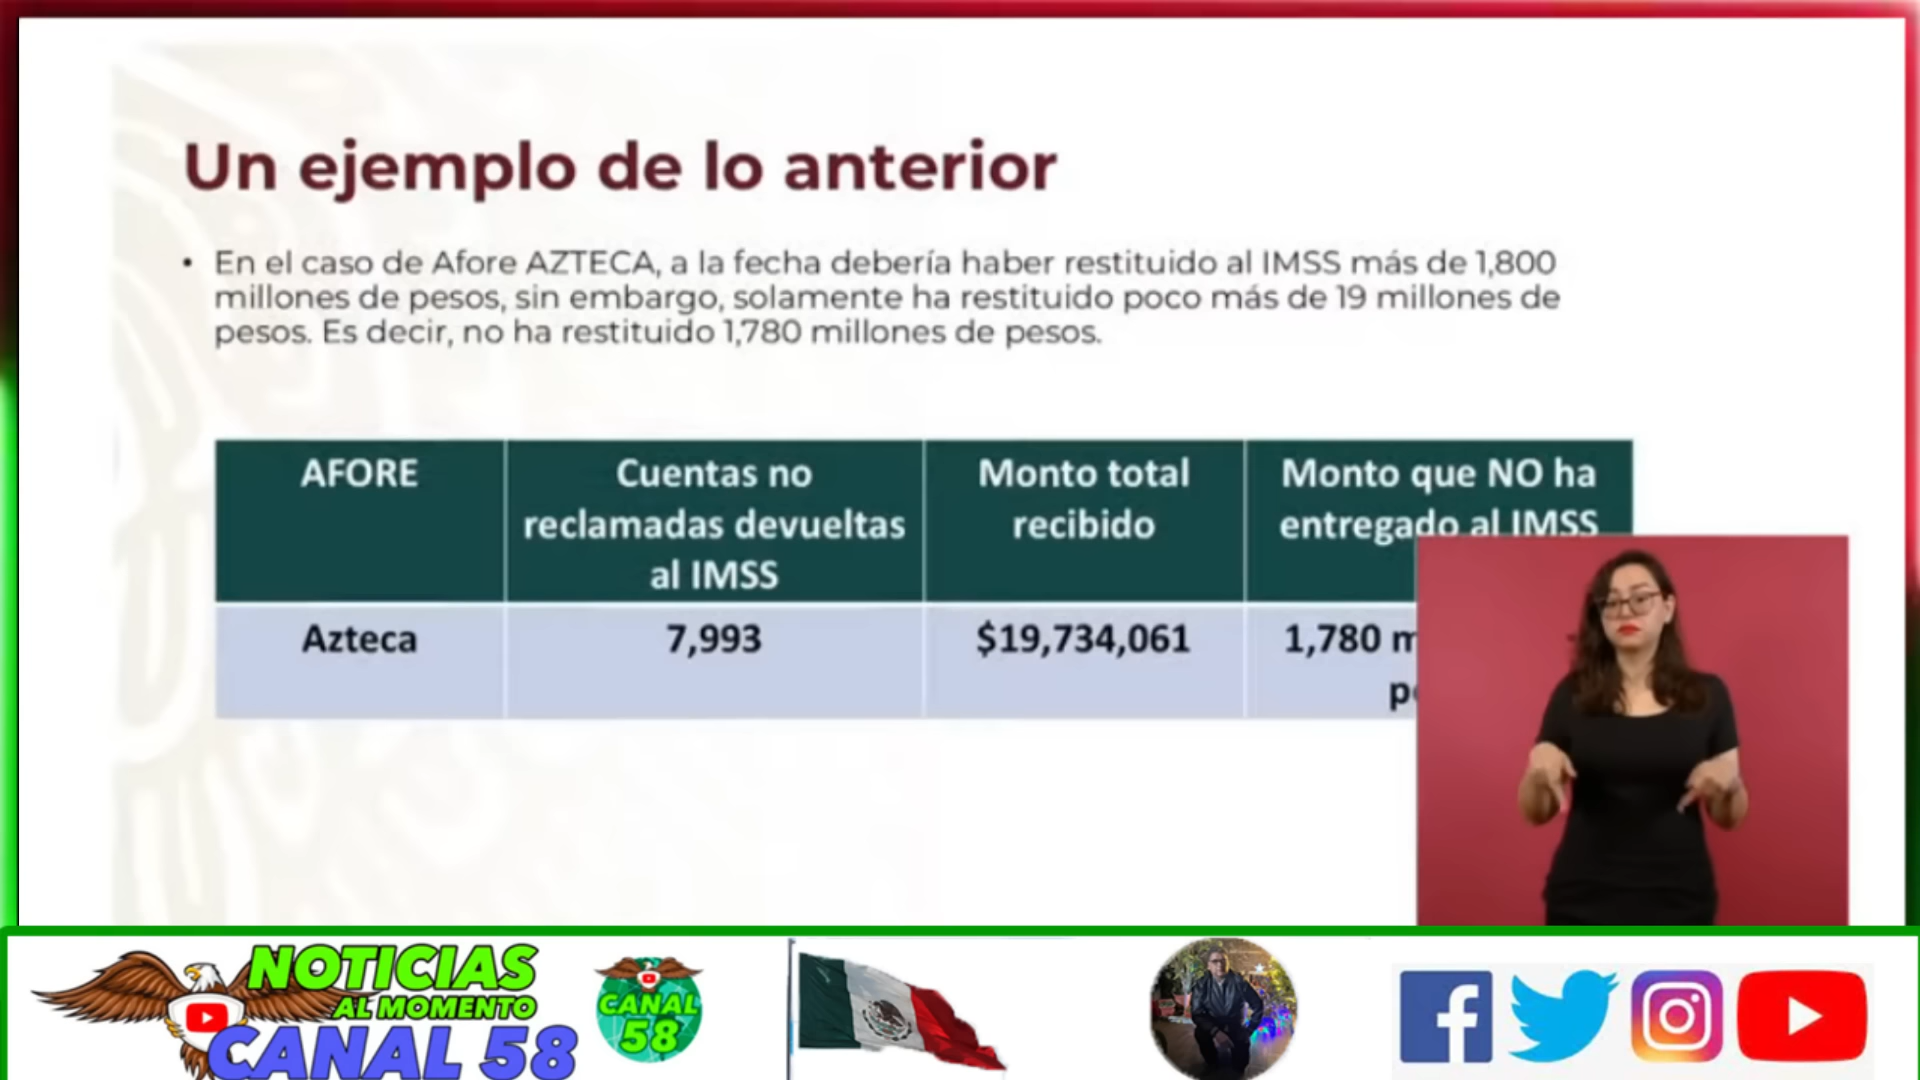 Un ejemplo de lo anterior
• En el caso de Afore AZTECA, a la fecha debería haber restituido al IMSS más de 1,800
millones de pesos, sin embargo, solamente ha restituido poco más de 19 millones de
pesos. Es decir, no ha restituido 1,780 millones de pesos.
AFORE
Cuentas no
reclamadas devueltas
al IMSS
Monto total
recibido
Monto que NO ha
entregado al IMSS
Azteca
7,993
$19,734,061
1,780
NOTICIAS
AL MOMENTO
CANAL 58
CANAL
58